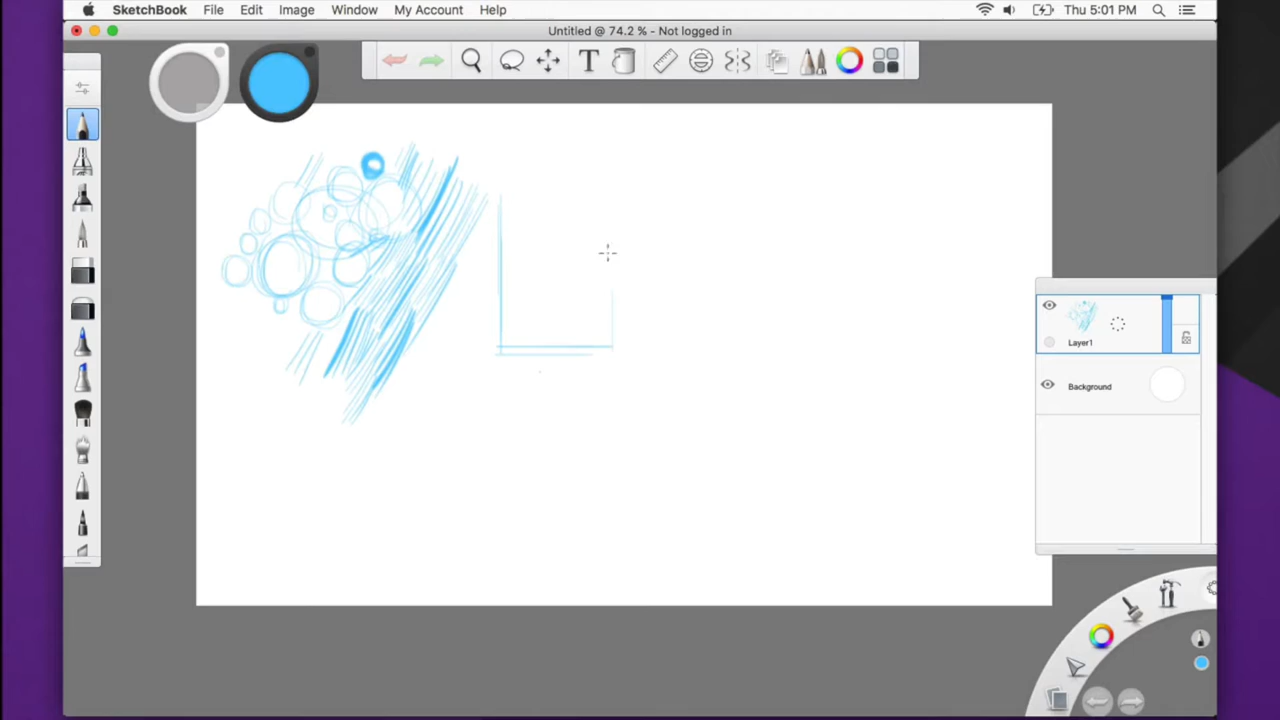 SketchBook File Edit Image Window My Account Help Thu 5:01 PM
Untitled @ 74.2 % - Not logged in
T
Layer1
Background